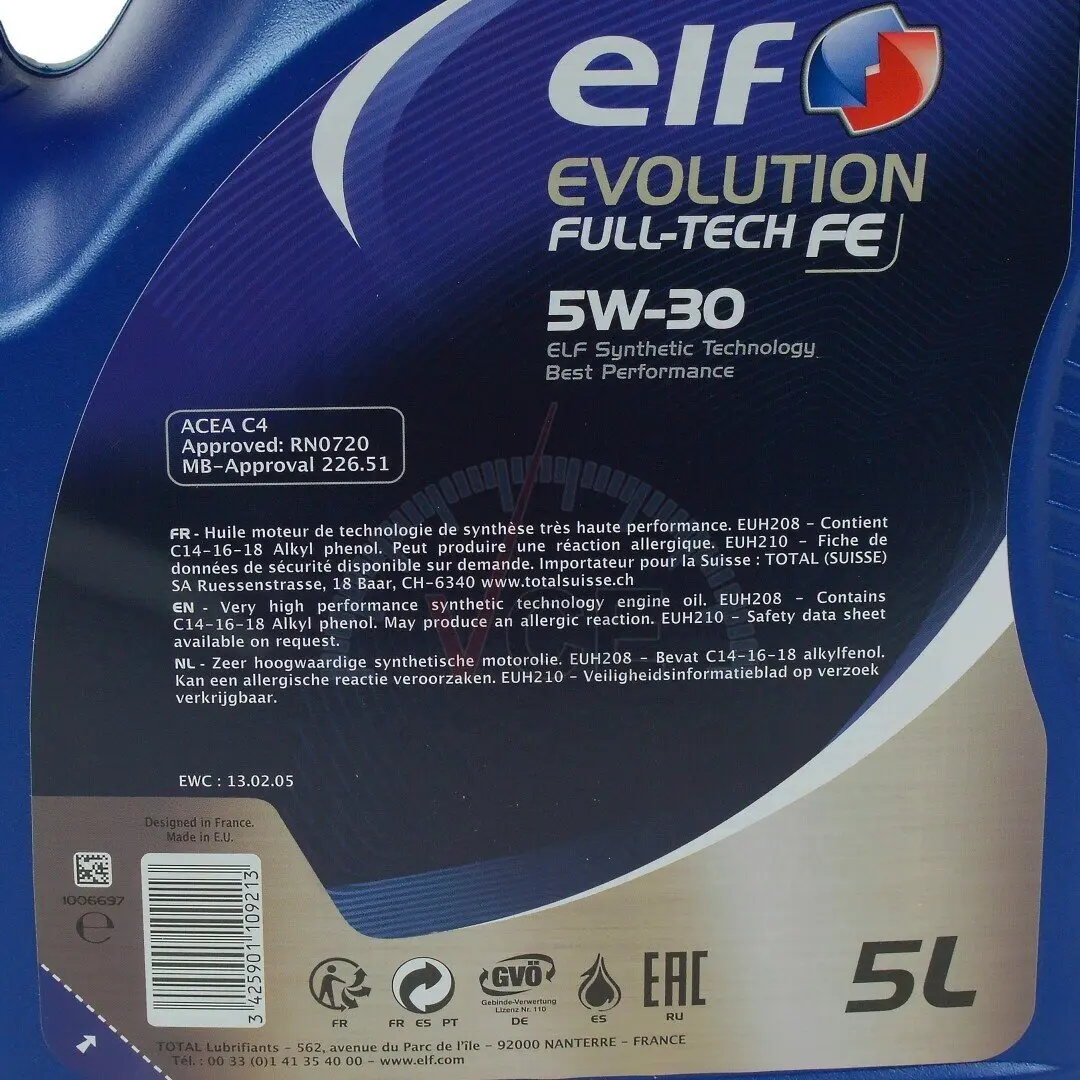 elf
EVOLUTION
FULL-TECH FE
5W-30
ELF Synthetic Technology
Best Performance
ACEA C4
Approved: RN0720
MB-Approval 226.51
FR - Huile moteur de technologie de synthèse très haute performance. EUH208 - Contient
C14-16-18 Alkyl phenol. Peut produire une réaction allergique. EUH210 - Fiche de
données de sécurité disponible sur demande. Importateur pour la Suisse : TOTAL (SUISSE)
SA Ruessenstrasse, 18 Baar, CH-6340 www.totalsuisse.ch
EN - Very high performance synthetic technology engine oil. EUH208 - Contains
C14-16-18 Alkyl phenol. May produce an allergic reaction. EUH210 - Safety data sheet
available on request.
NL - Zeer hoogwaardige synthetische motorolie. EUH208 - Bevat C14-16-18 alkylfenol.
Kan een allergische reactie veroorzaken. EUH210 - Veiligheidsinformatieblad op verzoek
verkrijgbaar.
EWC : 13.02.05
Designed in France.
Made in E.U.
1006697
e
3 425901 109213
GVÖ
Gebinde-Verwertung
Lizenz Nr. 110
EAC
FR
FR ES PT
DE
ES
RU
5L
TOTAL Lubrifiants - 562, avenue du Parc de l'île - 92000 NANTERRE - FRANCE
Tél. : 00 33 (0)1 41 35 40 00 - www.elf.com